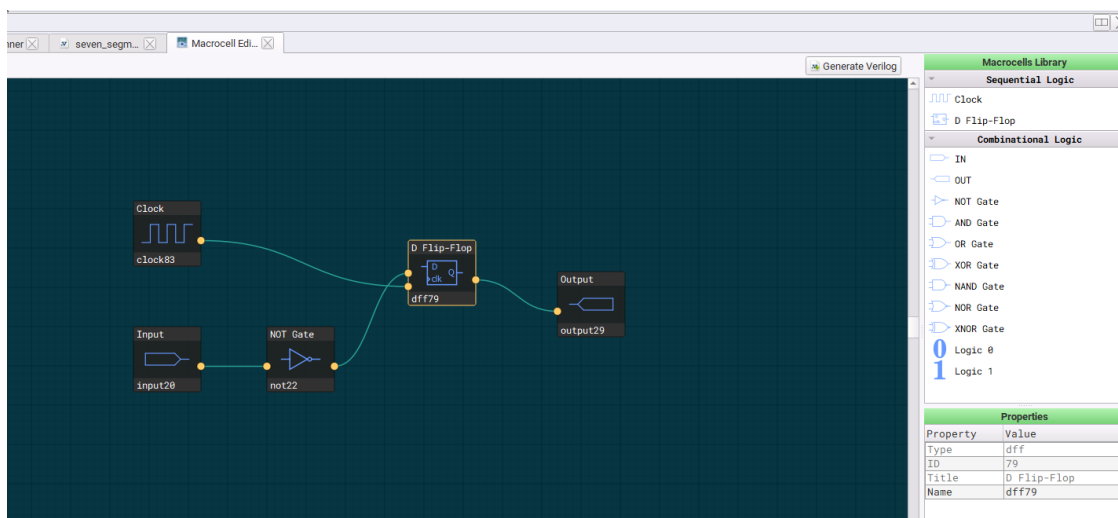 nner
seven_segm...
Macrocell Edi...
Generate Verilog
Macrocells Library
Sequential Logic
Clock
D Flip-Flop
Combinational Logic
IN
OUT
NOT Gate
AND Gate
OR Gate
XOR Gate
NAND Gate
NOR Gate
XNOR Gate
0 Logic 0
1 Logic 1
Clock
clock83
D Flip-Flop
D
Q
clk
dff79
Output
output29
Input
input20
NOT Gate
not22
Properties
Property Value
Type dff
ID 79
Title D Flip-Flop
Name dff79